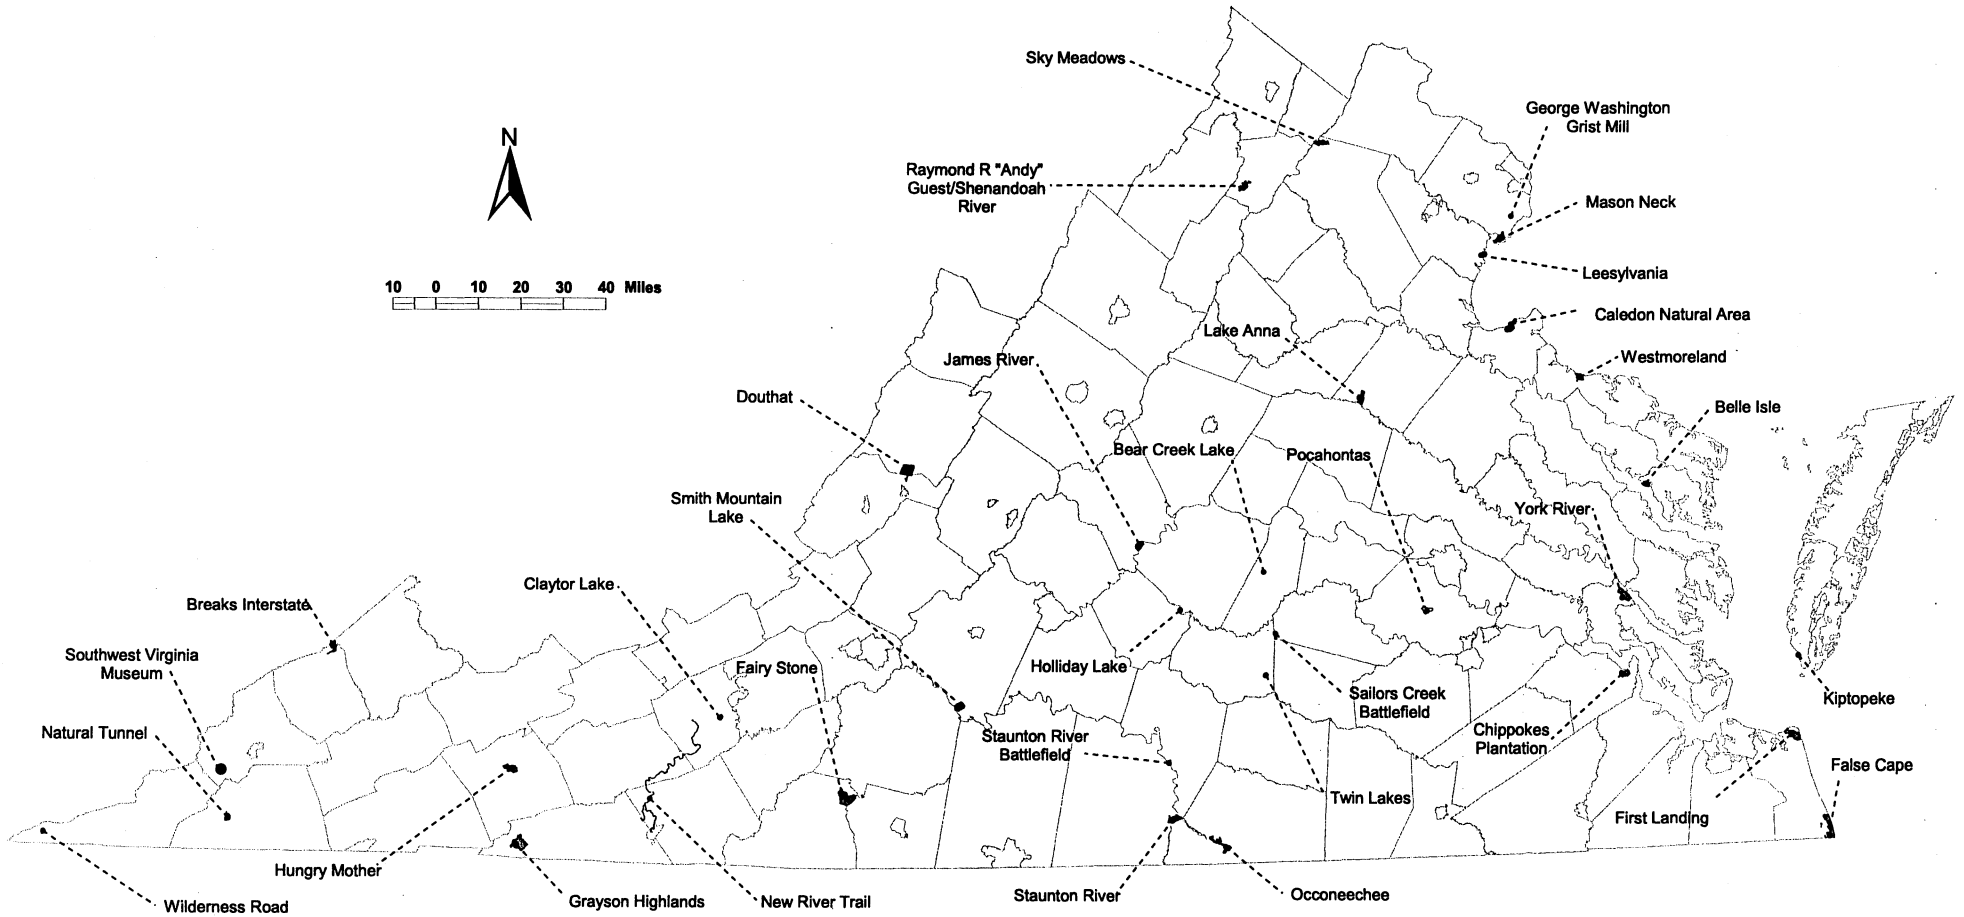 Sky Meadows
George Washington
Grist Mill
N
Raymond R "Andy"
Guest/Shenandoah
River
Mason Neck
Leesylvania
10 0 10 20 30 40 Miles
Caledon Natural Area
Lake Anna
James River
Westmoreland
Douthat
Belle Isle
Bear Creek Lake
Pocahontas
Smith Mountain
Lake
York River
Claytor Lake
Breaks Interstate
Southwest Virginia
Museum
Fairy Stone
Holliday Lake
Sailors Creek
Battlefield
Kiptopeke
Natural Tunnel
Staunton River
Battlefield
Chippokes
Plantation
False Cape
Twin Lakes
First Landing
Hungry Mother
Wilderness Road
Grayson Highlands
New River Trail
Staunton River
Occoneechee